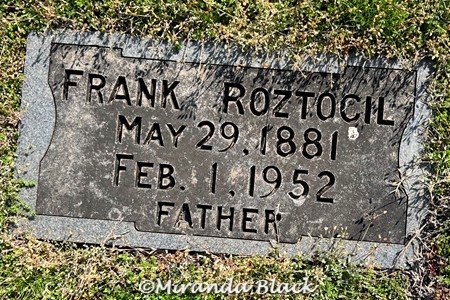 FRANK ROZTOCIL
MAY 29, 1881
FEB. 1, 1952
FATHER
©Miranda Black